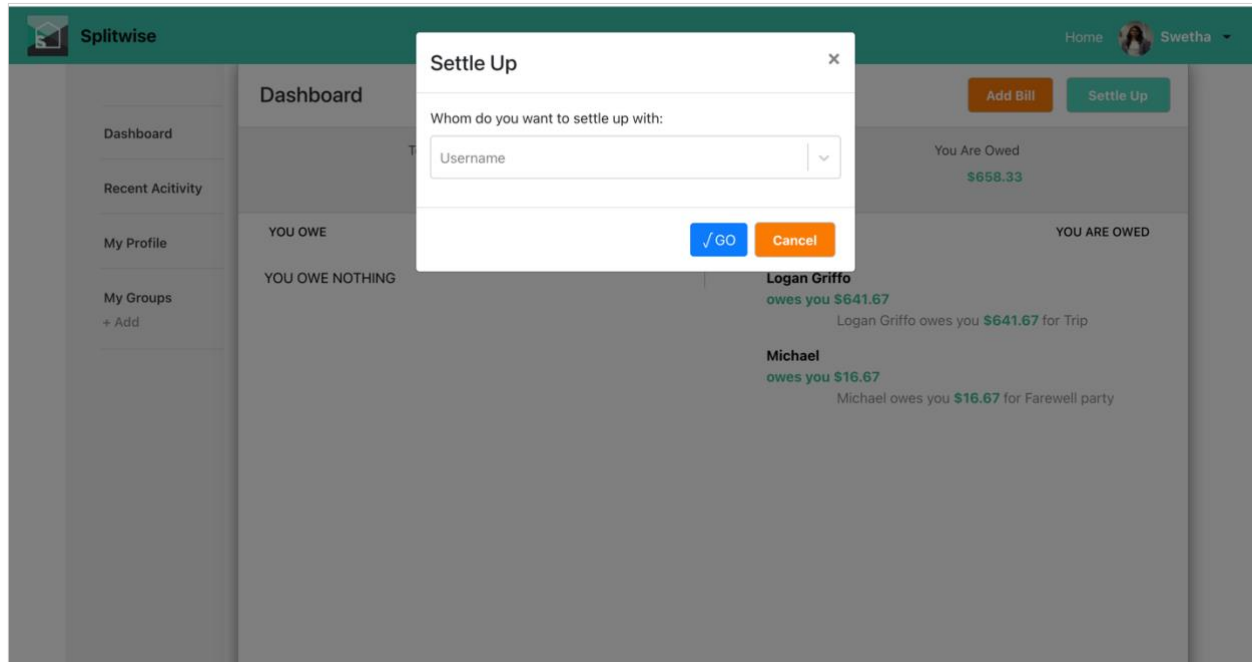 Splitwise
Home Swetha
Settle Up ×
Dashboard
Add Bill Settle Up
Whom do you want to settle up with:
Username
You Are Owed
$658.33
Dashboard
Recent Acitivity
My Profile
My Groups
+ Add
YOU OWE
YOU ARE OWED
√ GO Cancel
YOU OWE NOTHING
Logan Griffo
owes you $641.67
Logan Griffo owes you $641.67 for Trip
Michael
owes you $16.67
Michael owes you $16.67 for Farewell party